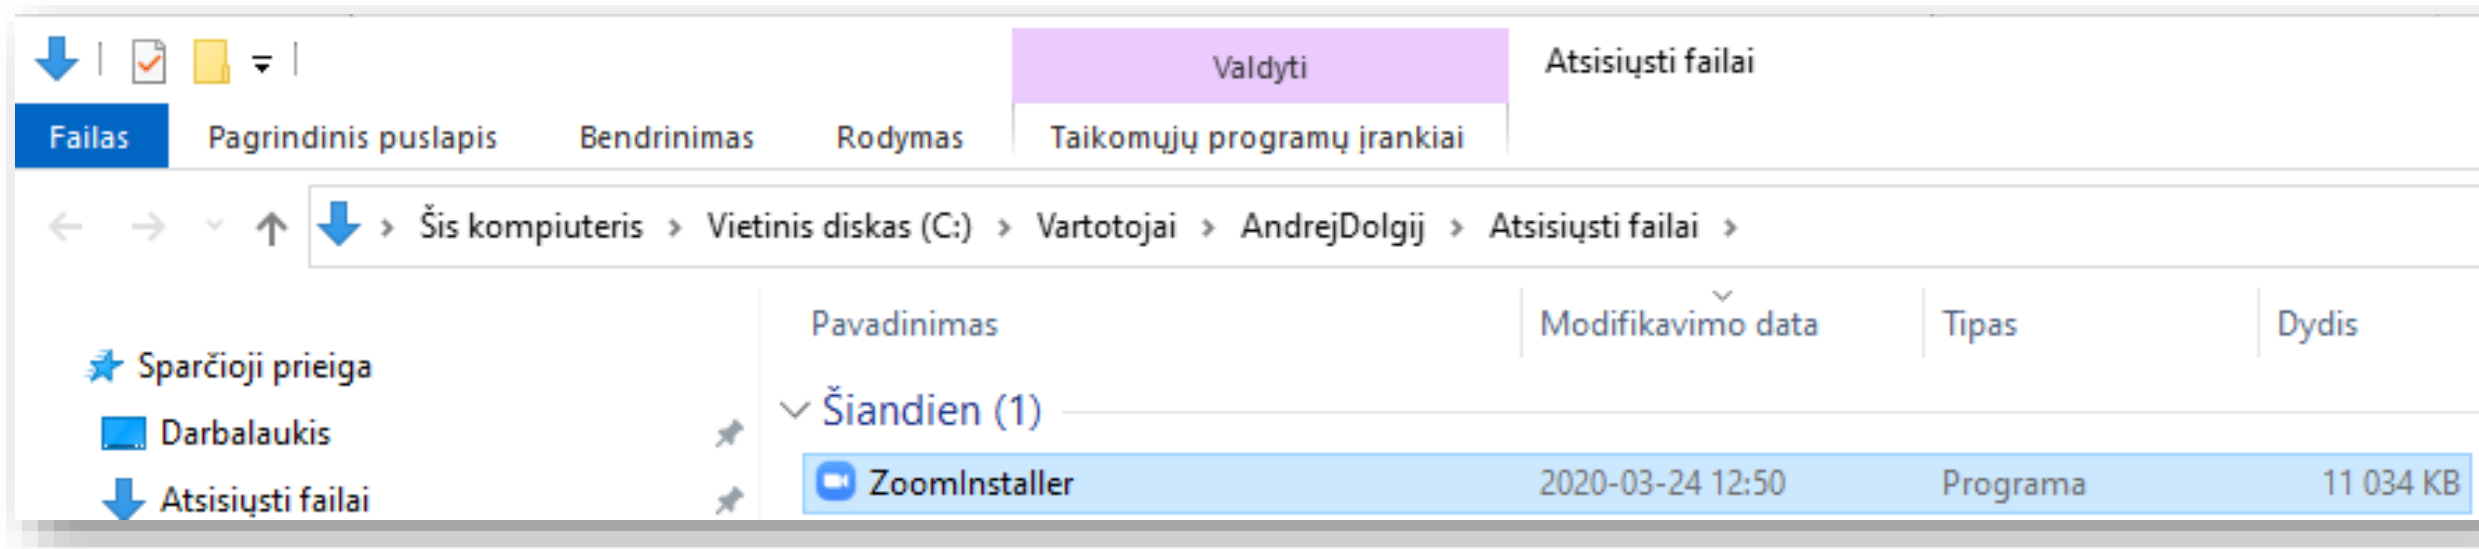 Valdyti Atsisiųsti failai
Failas Pagrindinis puslapis Bendrinimas Rodymas Taikomųjų programų įrankiai
Šis kompiuteris > Vietinis diskas (C:) > Vartotojai > AndrejDolgij > Atsisiųsti failai >
Pavadinimas Modifikavimo data Tipas Dydis
Sparčioji prieiga
Šiandien (1)
Darbalaukis
ZoomInstaller 2020-03-24 12:50 Programa 11 034 KB
Atsisiųsti failai